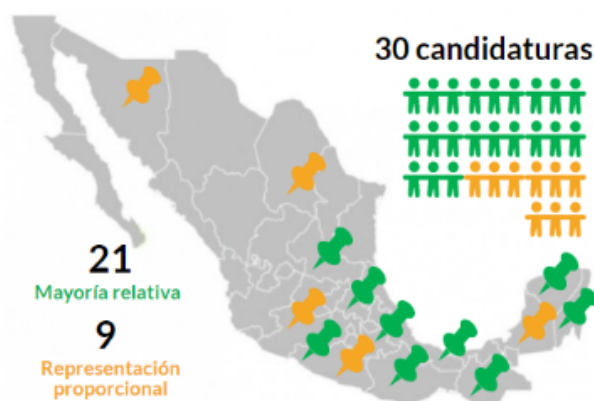 30 candidaturas
21
Mayoría relativa
9
Representación
proporcional